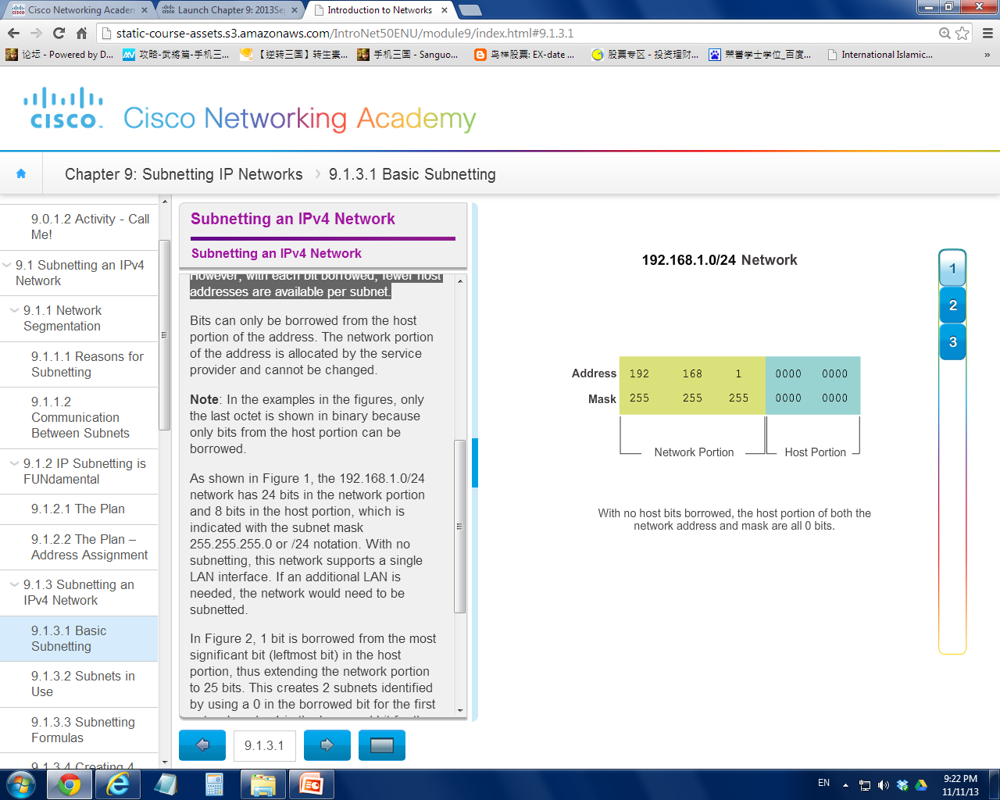 Cisco Networking Academ
Launch Chapter 9: 2013Sep
Introduction to Networks
static-course-assets.s3.amazonaws.com/IntroNet50ENU/module9/index.html#9.1.3.1
论坛 - Powered by D...
攻略-武将篇-手机三...
【逆转三国】转生素...
手机三国 - Sanguo...
鸟样股票: EX-date ...
股票专区 - 投资理财...
荣誉学士学位_百度...
International Islamic...
»
CISCO
Cisco Networking Academy
Chapter 9: Subnetting IP Networks
9.1.3.1 Basic Subnetting
9.0.1.2 Activity - Call
Me!
9.1 Subnetting an IPv4
Network
9.1.1 Network
Segmentation
9.1.1.1 Reasons for
Subnetting
9.1.1.2
Communication
Between Subnets
9.1.2 IP Subnetting is
FUNdamental
9.1.2.1 The Plan
9.1.2.2 The Plan –
Address Assignment
9.1.3 Subnetting an
IPv4 Network
9.1.3.1 Basic
Subnetting
9.1.3.2 Subnets in
Use
9.1.3.3 Subnetting
Formulas
9.1.3.4 Creating 4
Subnetting an IPv4 Network
Subnetting an IPv4 Network
However, with each bit borrowed, fewer host
addresses are available per subnet.
Bits can only be borrowed from the host
portion of the address. The network portion
of the address is allocated by the service
provider and cannot be changed.
Note: In the examples in the figures, only
the last octet is shown in binary because
only bits from the host portion can be
borrowed.
As shown in Figure 1, the 192.168.1.0/24
network has 24 bits in the network portion
and 8 bits in the host portion, which is
indicated with the subnet mask
255.255.255.0 or /24 notation. With no
subnetting, this network supports a single
LAN interface. If an additional LAN is
needed, the network would need to be
subnetted.
In Figure 2, 1 bit is borrowed from the most
significant bit (leftmost bit) in the host
portion, thus extending the network portion
to 25 bits. This creates 2 subnets identified
by using a 0 in the borrowed bit for the first
9.1.3.1
192.168.1.0/24 Network
Address 192 168 1 0000 0000
Mask 255 255 255 0000 0000
Network Portion
Host Portion
With no host bits borrowed, the host portion of both the
network address and mask are all 0 bits.
1
2
3
EN
9:22 PM
11/11/13